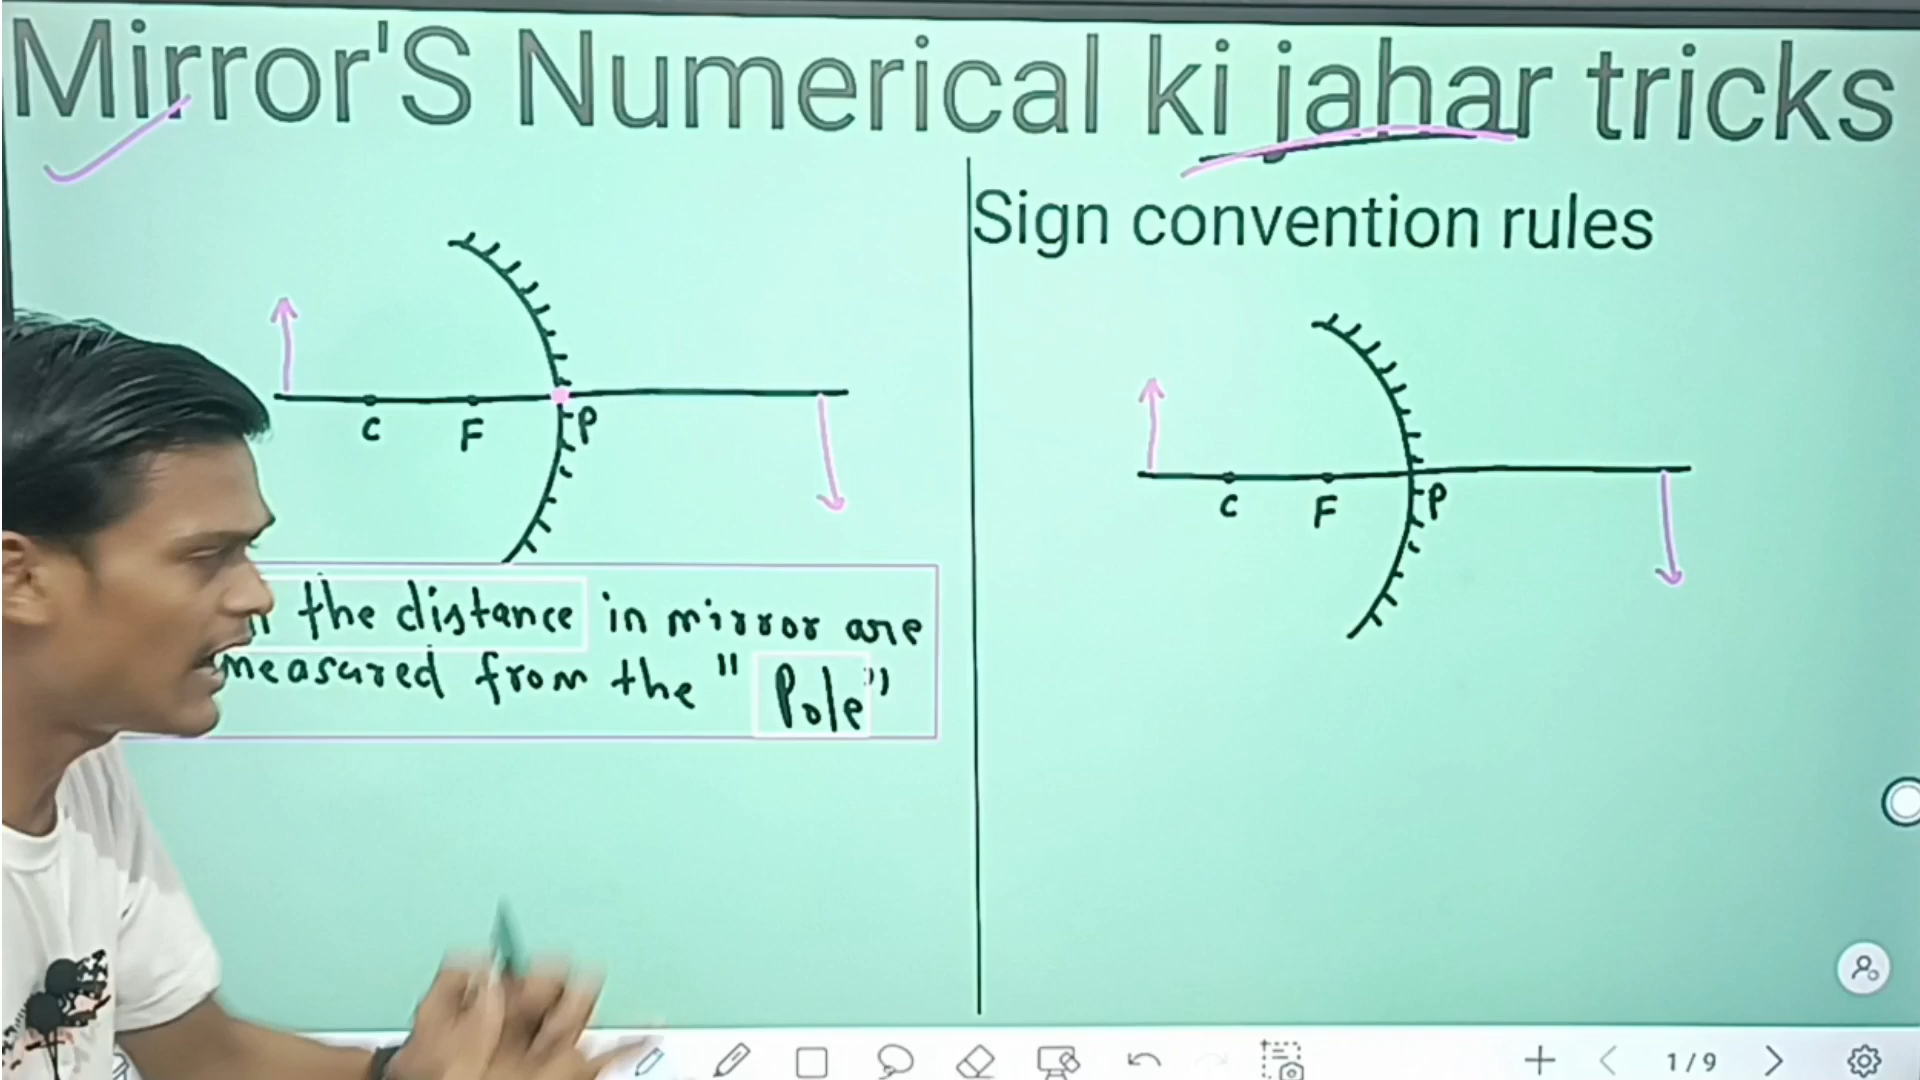 Mirror'S Numerical ki jahar tricks
Sign convention rules
C F P
the distance in mirror are
measured from the "Pole"
C F P
1/9